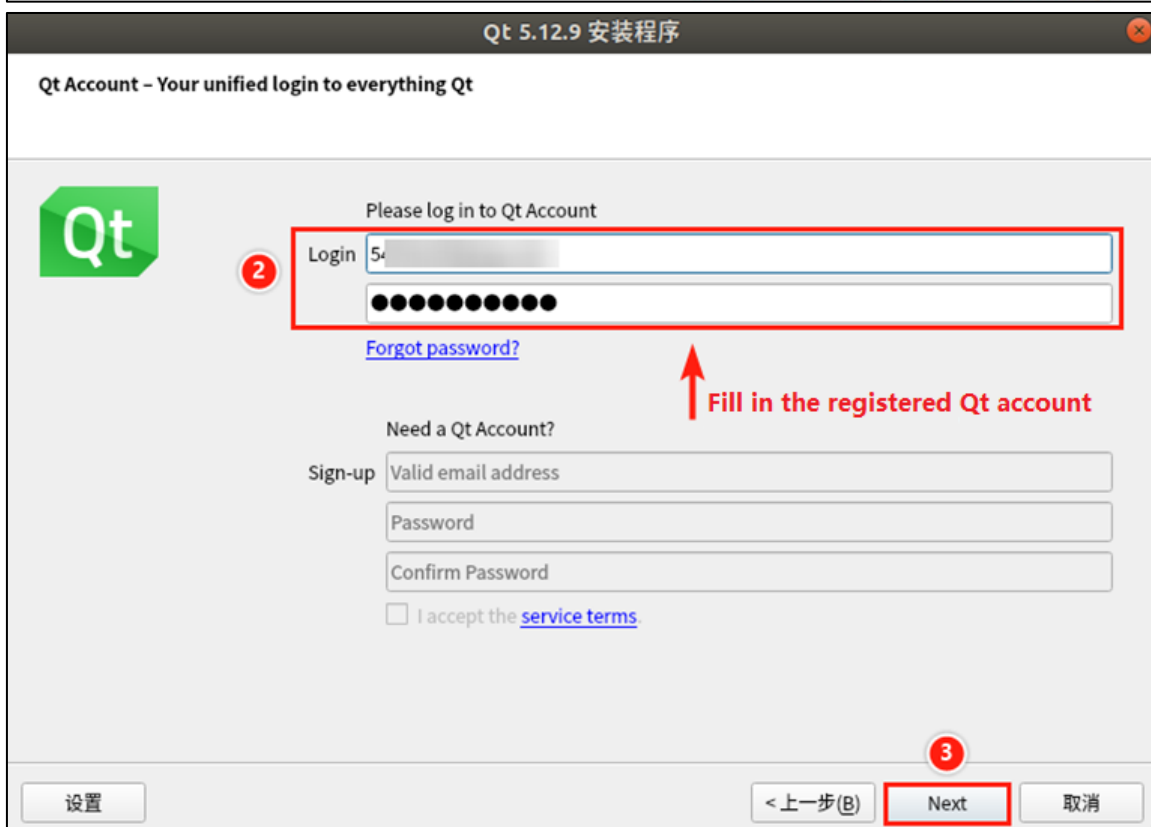 Qt 5.12.9 安装程序
Qt Account – Your unified login to everything Qt
Qt
Please log in to Qt Account
2
Login 54
Forgot password?
Fill in the registered Qt account
Need a Qt Account?
Sign-up Valid email address
Password
Confirm Password
I accept the service terms.
3
设置 <上一步(B) Next 取消